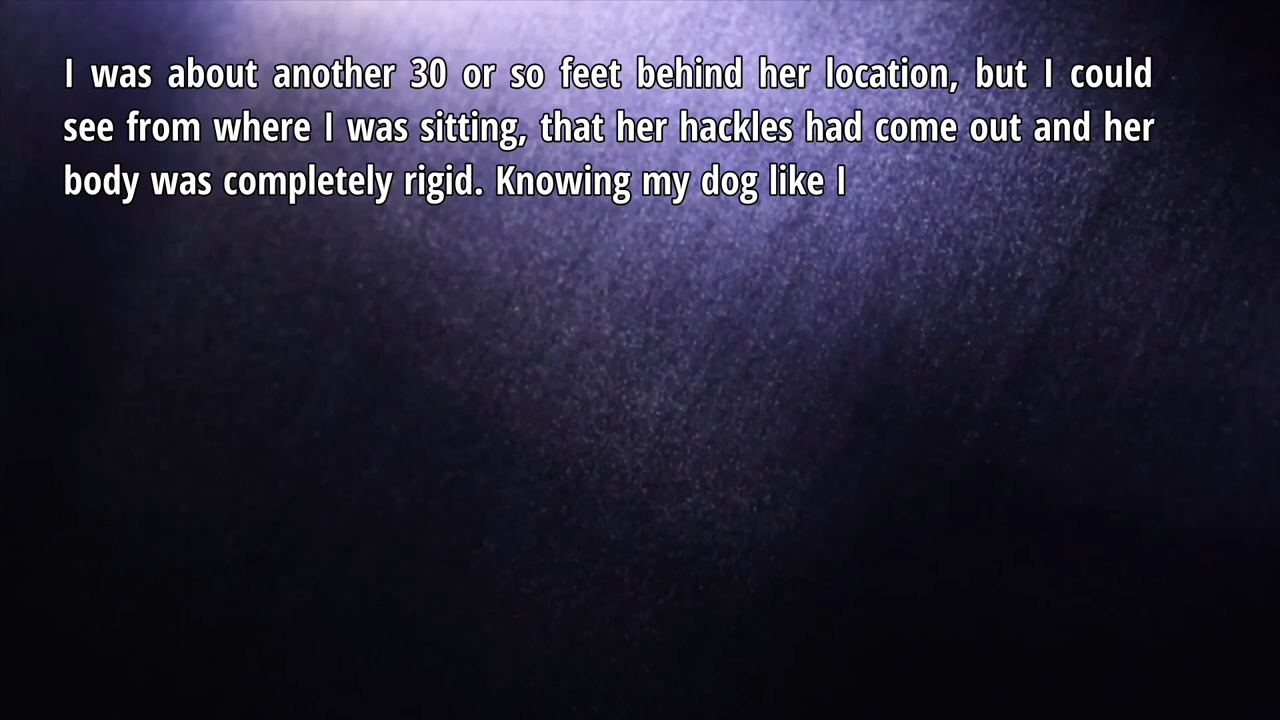 I was about another 30 or so feet behind her location, but I could
see from where I was sitting, that her hackles had come out and her
body was completely rigid. Knowing my dog like I